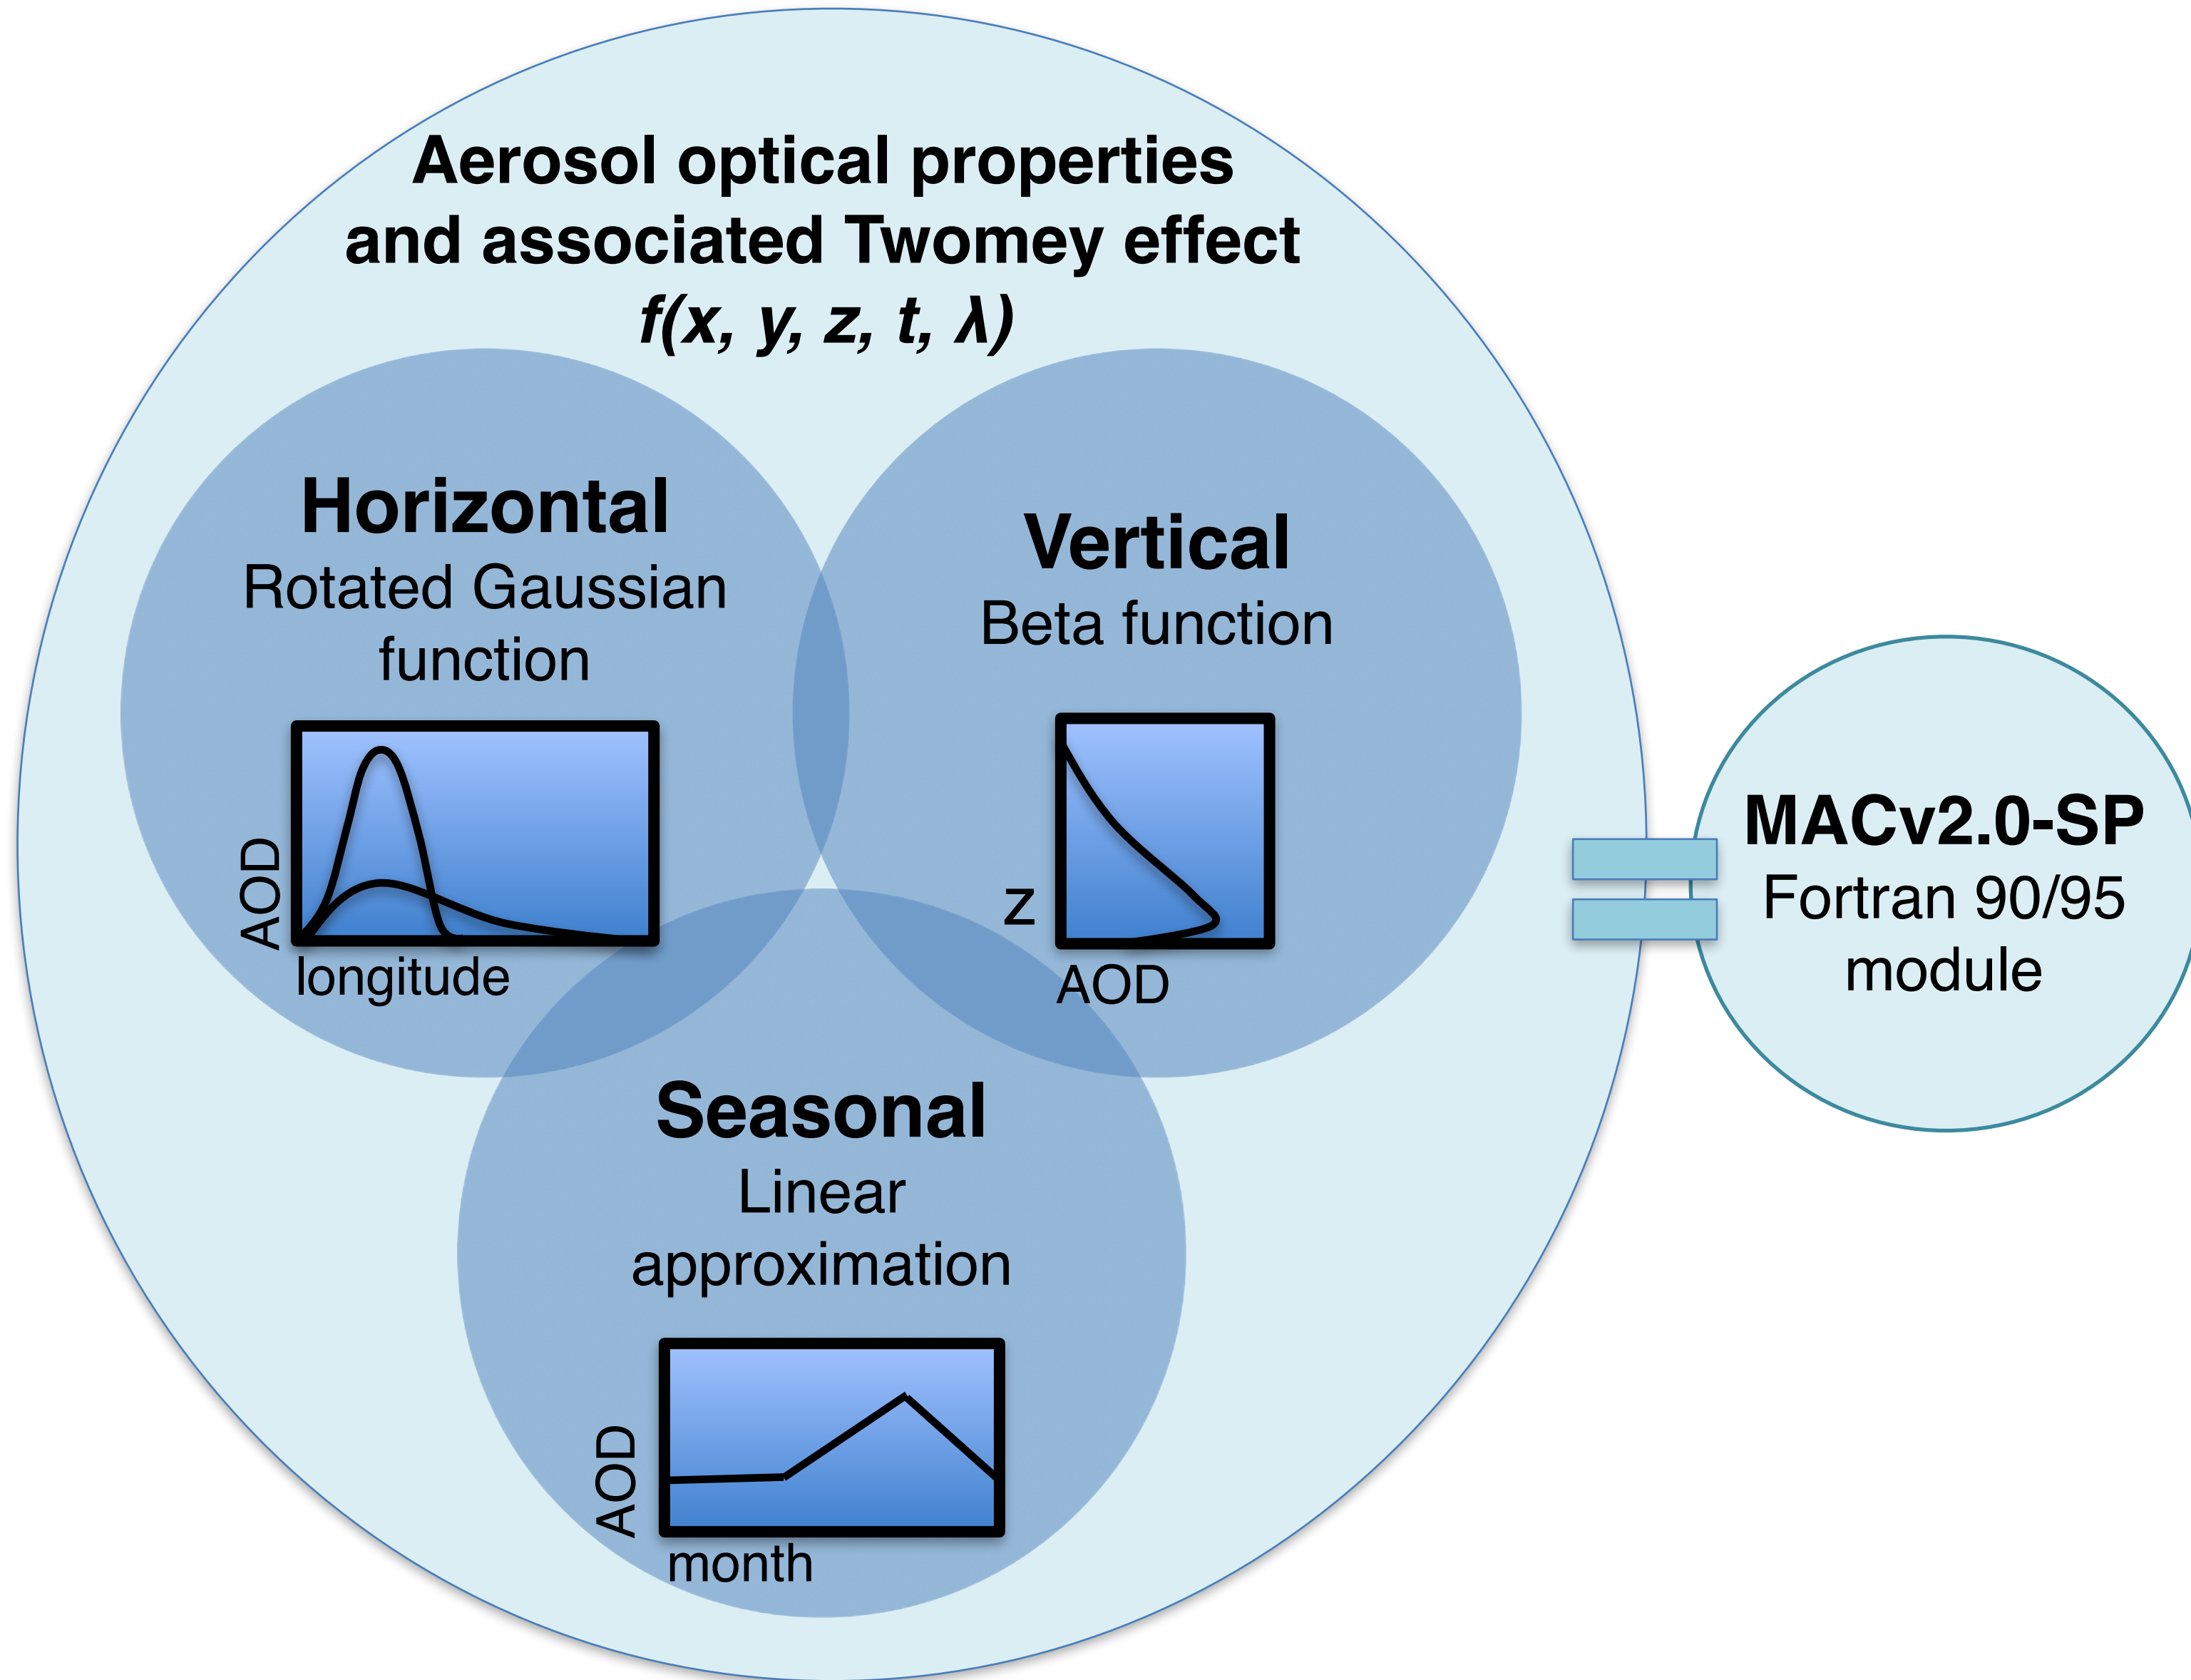 Aerosol optical properties
and associated Twomey effect
f(x, y, z, t, λ)
Horizontal
Rotated Gaussian
function
AOD
longitude
Vertical
Beta function
z
AOD
Seasonal
Linear
approximation
AOD
month
MACv2.0-SP
Fortran 90/95
module